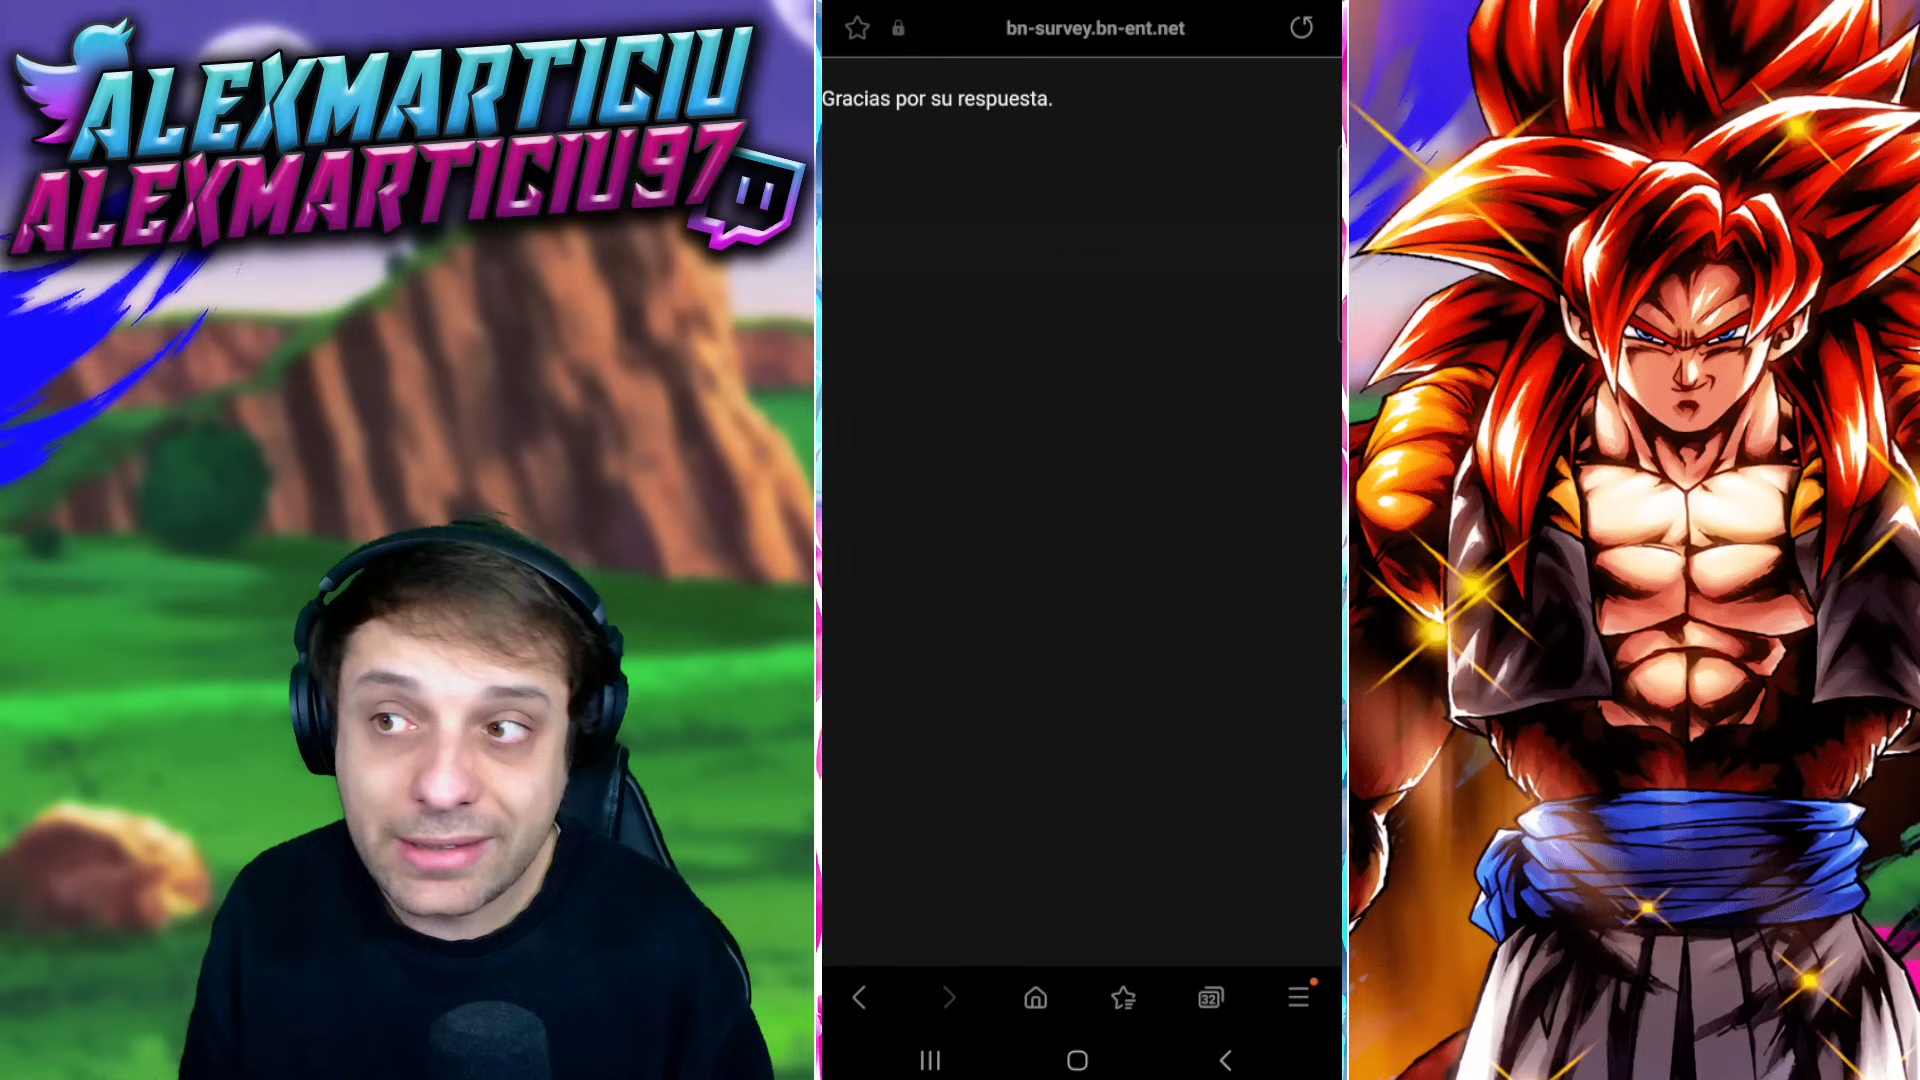 ALEXMARTICIU
ALEXMARTICIU97
bn-survey.bn-ent.net
Gracias por su respuesta.
32